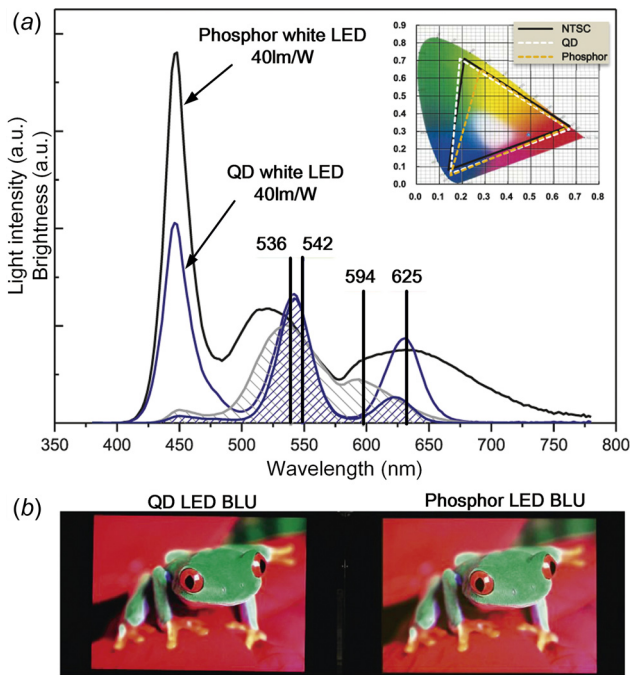 (a)
Phosphor white LED
40lm/W
QD white LED
40lm/W
536 542
594 625
Light intensity (a.u.)
Brightness (a.u.)
350 400 450 500 550 600 650 700 750 800
Wavelength (nm)
NTSC
QD
Phosphor
0.9
0.8
0.7
0.6
0.5
0.4
0.3
0.2
0.1
0.0
0.0 0.1 0.2 0.3 0.4 0.5 0.6 0.7 0.8
(b)
QD LED BLU
Phosphor LED BLU